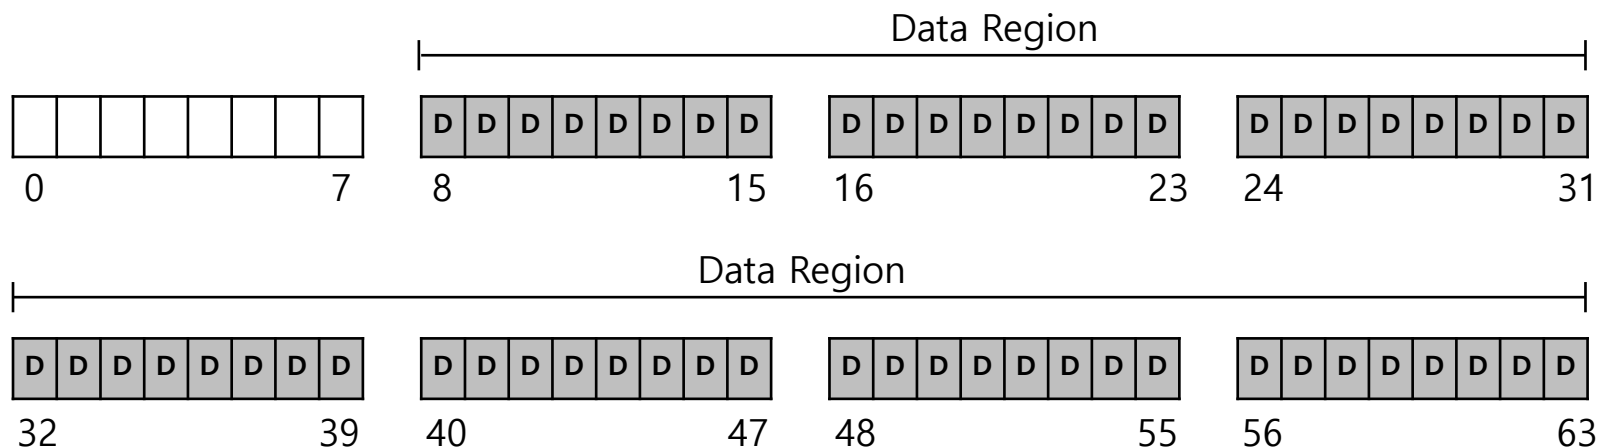 Data Region
D D D D D D D D D D D D D D D D D D D D D D D D
0 7 8 15 16 23 24 31
Data Region
D D D D D D D D D D D D D D D D D D D D D D D D D D D D D D D D
32 39 40 47 48 55 56 63